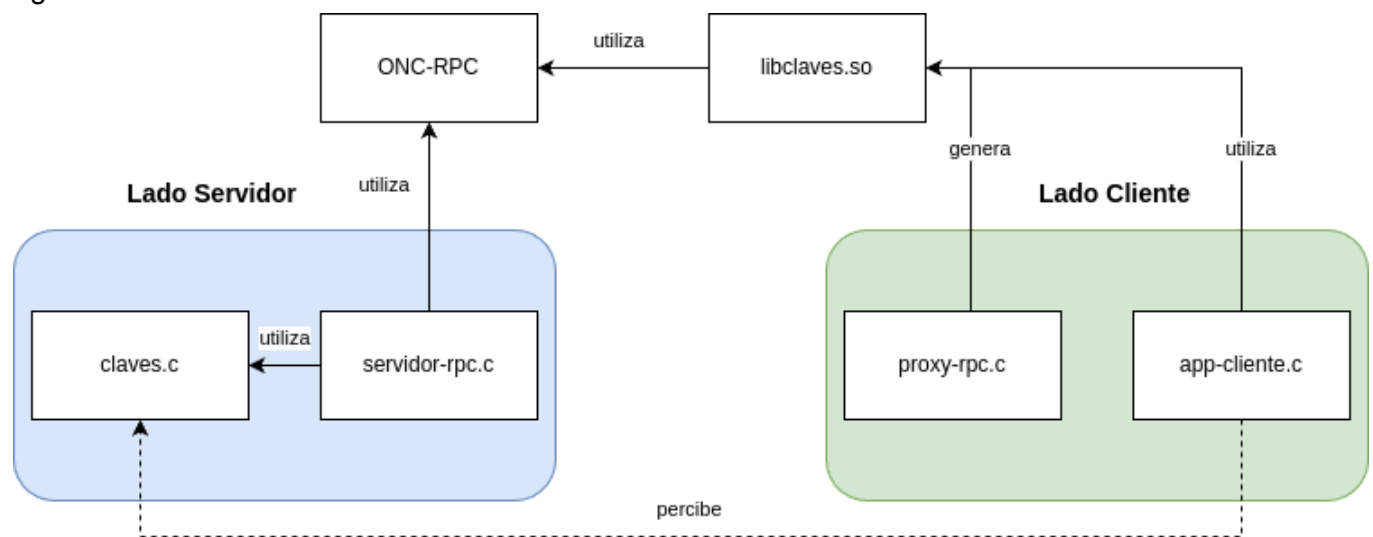 utiliza
ONC-RPC
libclaves.so
genera
utiliza
utiliza
Lado Servidor
Lado Cliente
utiliza
claves.c
servidor-rpc.c
proxy-rpc.c
app-cliente.c
percibe